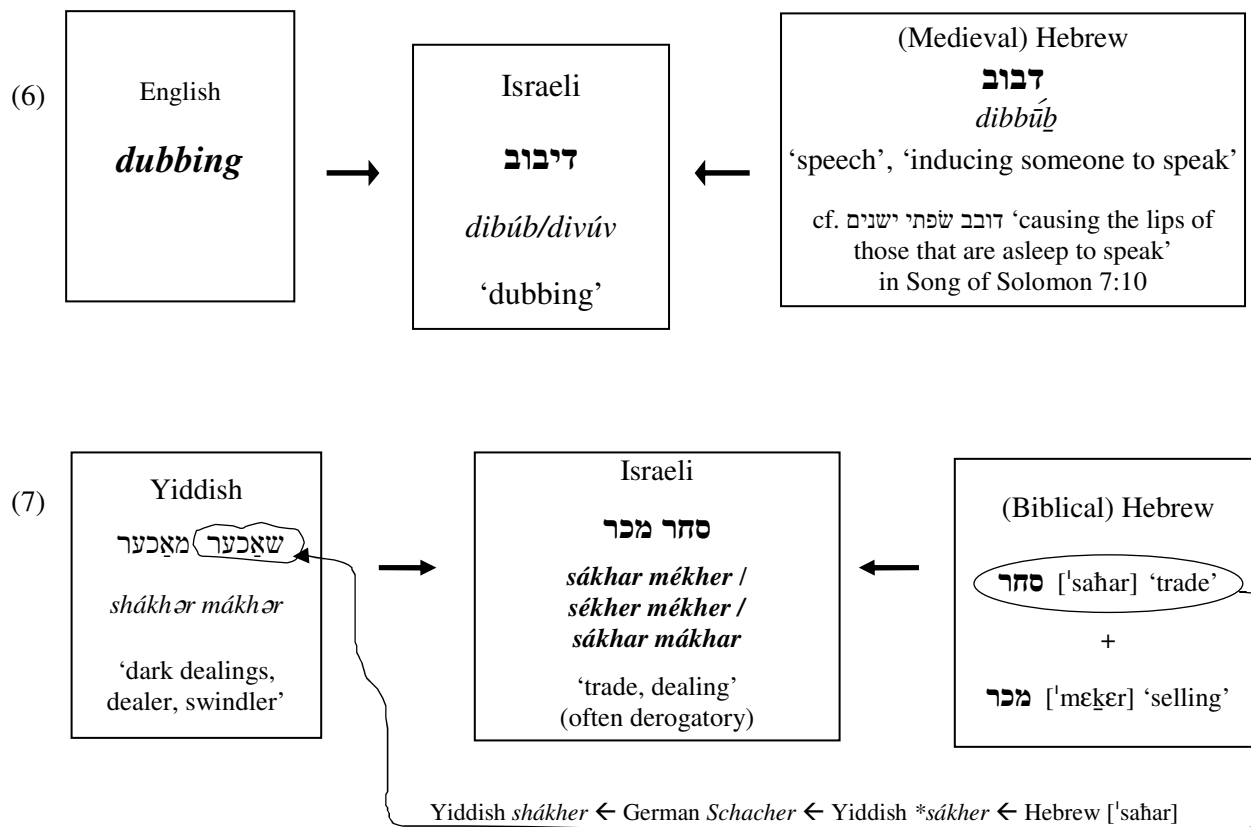 (6)
English
dubbing
Israeli
דיבוב
dibúb/divúv
‘dubbing’
(Medieval) Hebrew
דבוב
dibbū́ḇ
‘speech’, ‘inducing someone to speak’
cf. דובב שׂפתי ישנים ‘causing the lips of
those that are asleep to speak’
in Song of Solomon 7:10
(7)
Yiddish
שאַכער מאַכער
shákhər mákhər
‘dark dealings,
dealer, swindler’
Israeli
סחר מכר
sákhar mékher /
sékher mékher /
sákhar mákhar
‘trade, dealing’
(often derogatory)
(Biblical) Hebrew
סחר [ˈsaħar] ‘trade’
+
מכר [ˈmɛḵɛr] ‘selling’
Yiddish shákher ← German Schacher ← Yiddish *sákher ← Hebrew [ˈsaħar]